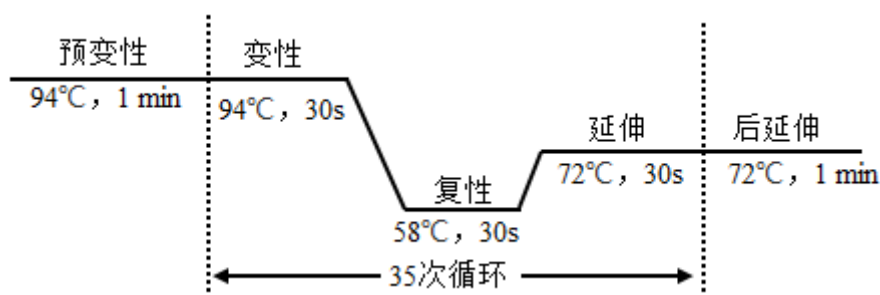 预变性
94℃，1 min
变性
94℃，30s
复性
58℃，30s
延伸
72℃，30s
后延伸
72℃，1 min
35次循环